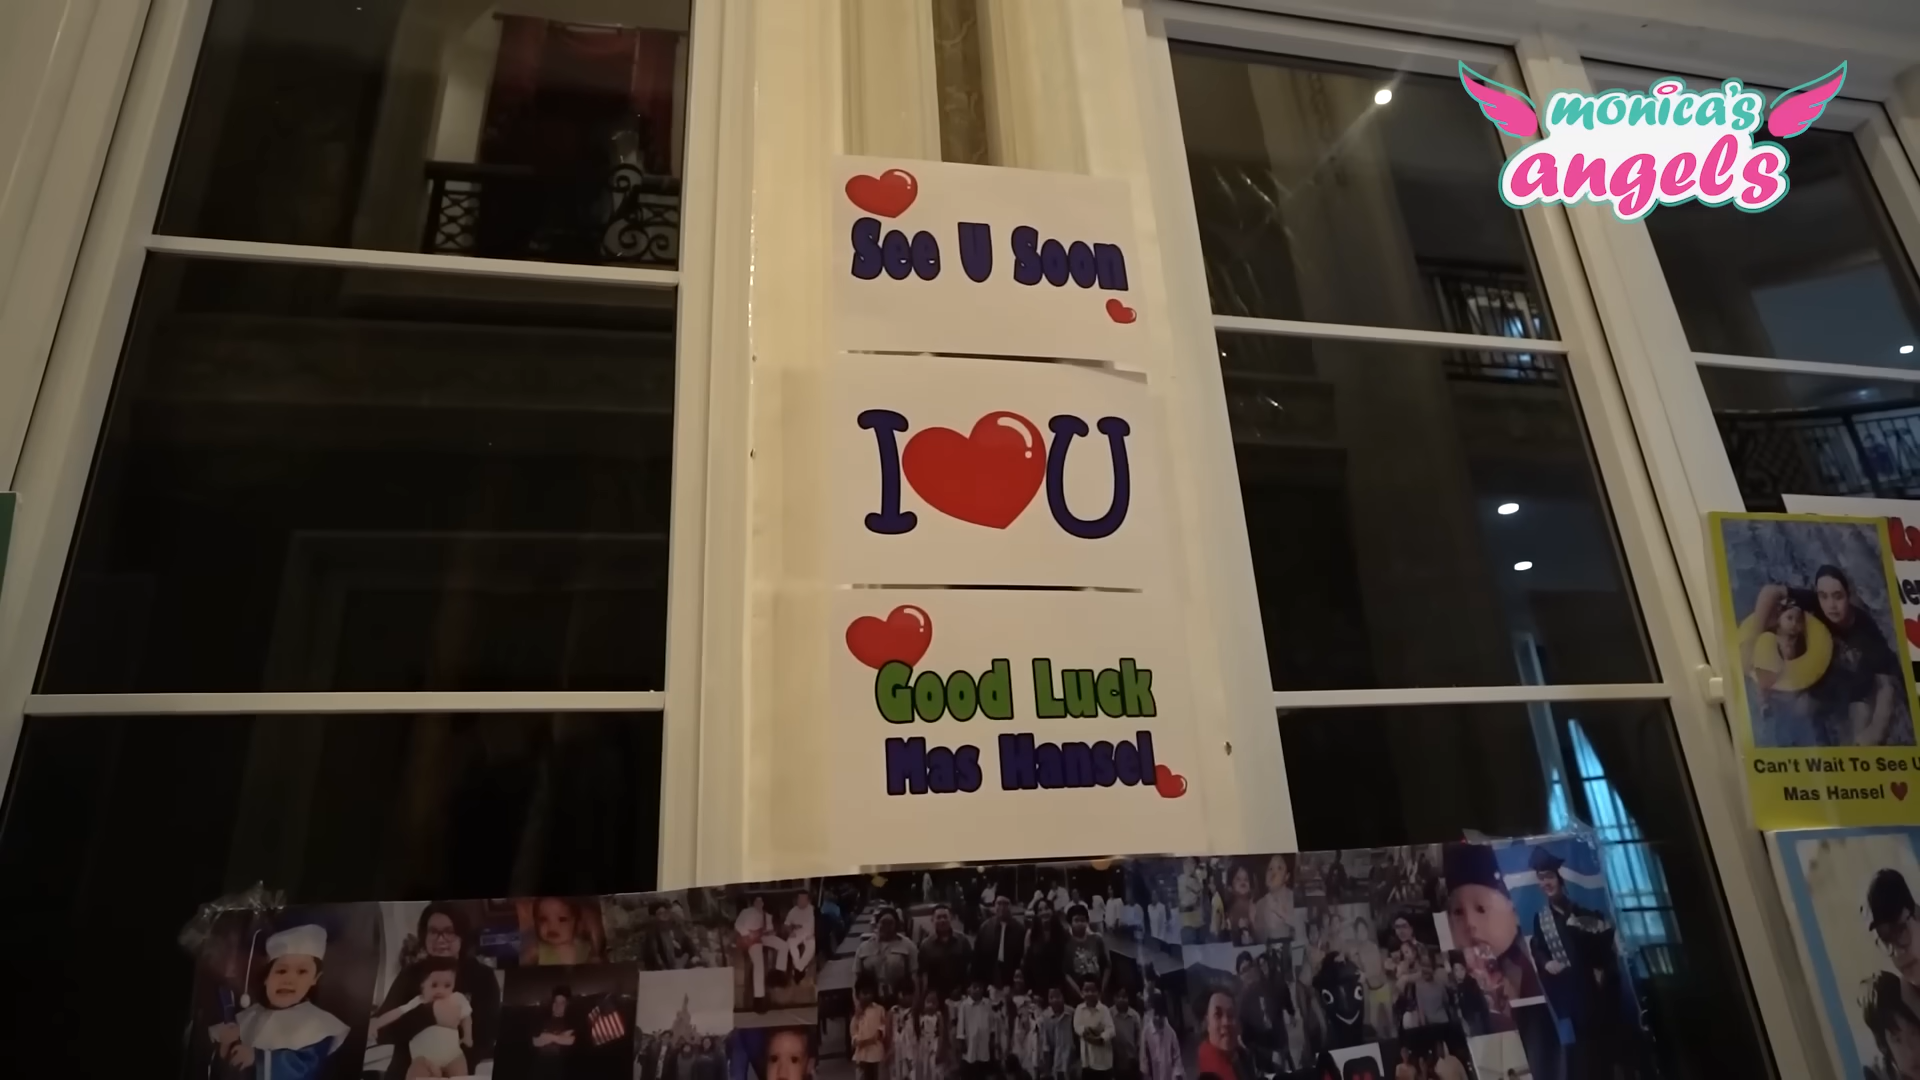 monica's
angels
See U Soon
I ❤ U
Good Luck
Mas Hansel
Can't Wait To See U
Mas Hansel ❤